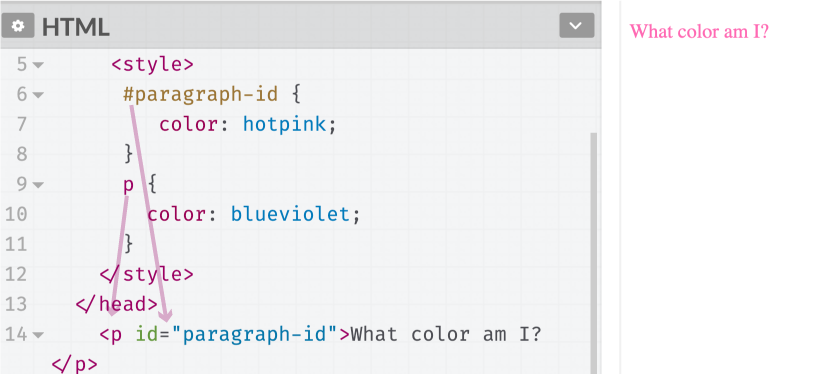 HTML
What color am I?
5 <style>
6 #paragraph-id {
7 color: hotpink;
8 }
9 p {
10 color: blueviolet;
11 }
12 </style>
13 </head>
14 <p id="paragraph-id">What color am I?
</p>